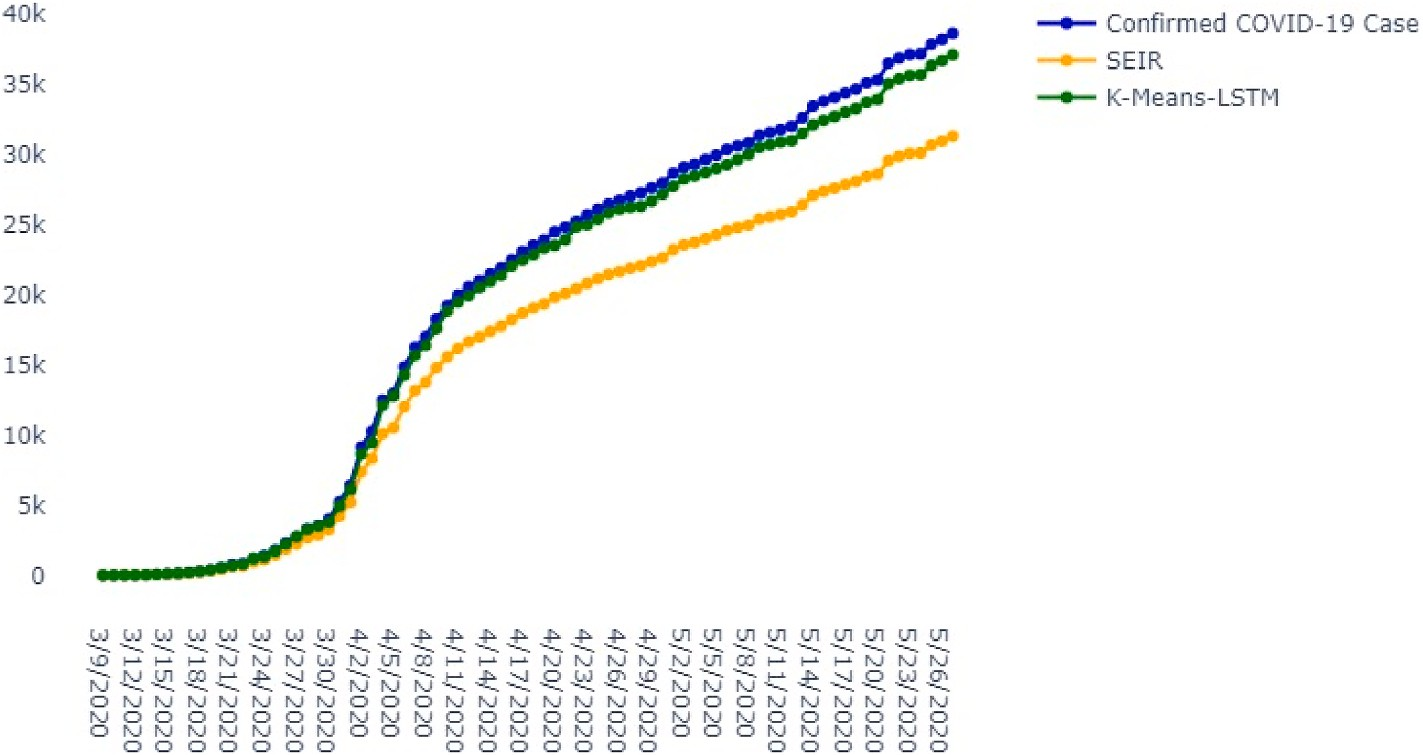 40k
35k
30k
25k
20k
15k
10k
5k
0
3/9/2020
3/12/2020
3/15/2020
3/18/2020
3/21/2020
3/24/2020
3/27/2020
3/30/2020
4/2/2020
4/5/2020
4/8/2020
4/11/2020
4/14/2020
4/17/2020
4/20/2020
4/23/2020
4/26/2020
4/29/2020
5/2/2020
5/5/2020
5/8/2020
5/11/2020
5/14/2020
5/17/2020
5/20/2020
5/23/2020
5/26/2020
Confirmed COVID-19 Case
SEIR
K-Means-LSTM